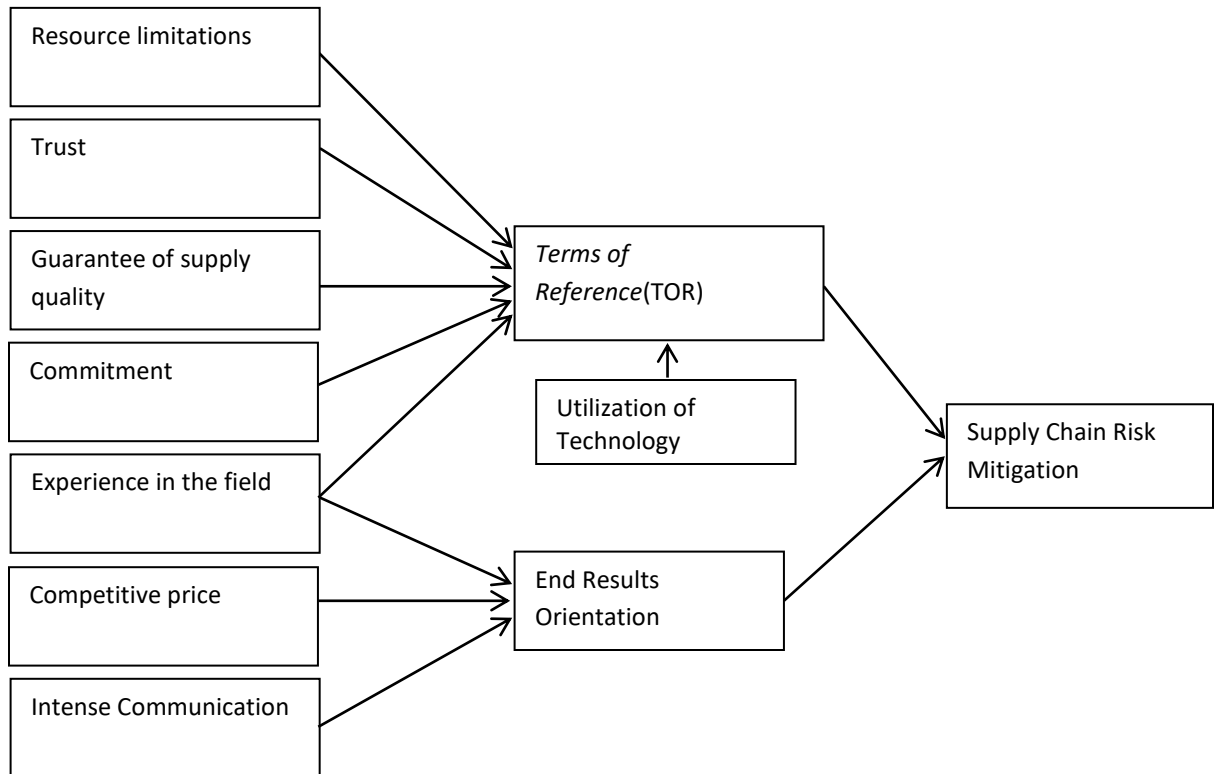 Resource limitations
Trust
Guarantee of supply
quality
Commitment
Experience in the field
Competitive price
Intense Communication
Terms of
Reference(TOR)
Utilization of
Technology
End Results
Orientation
Supply Chain Risk
Mitigation